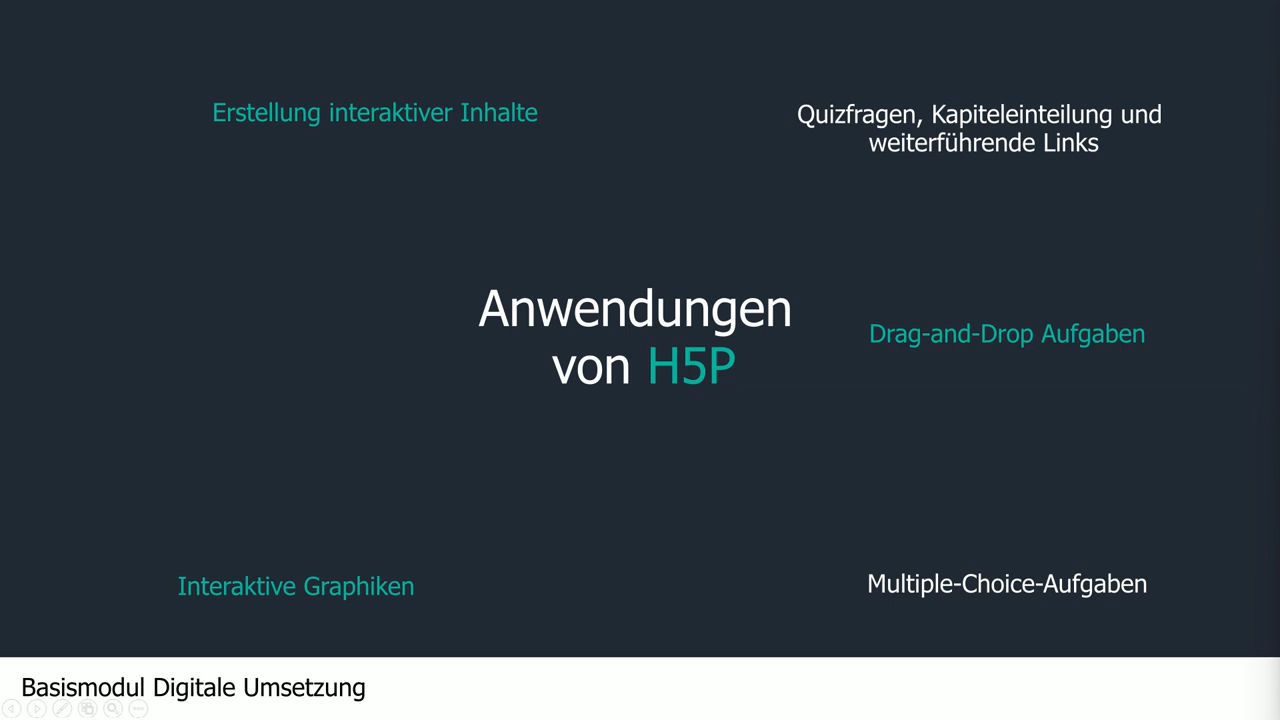 Erstellung interaktiver Inhalte
Quizfragen, Kapiteleinteilung und
weiterführende Links
Anwendungen
von H5P
Drag-and-Drop Aufgaben
Interaktive Graphiken
Multiple-Choice-Aufgaben
Basismodul Digitale Umsetzung